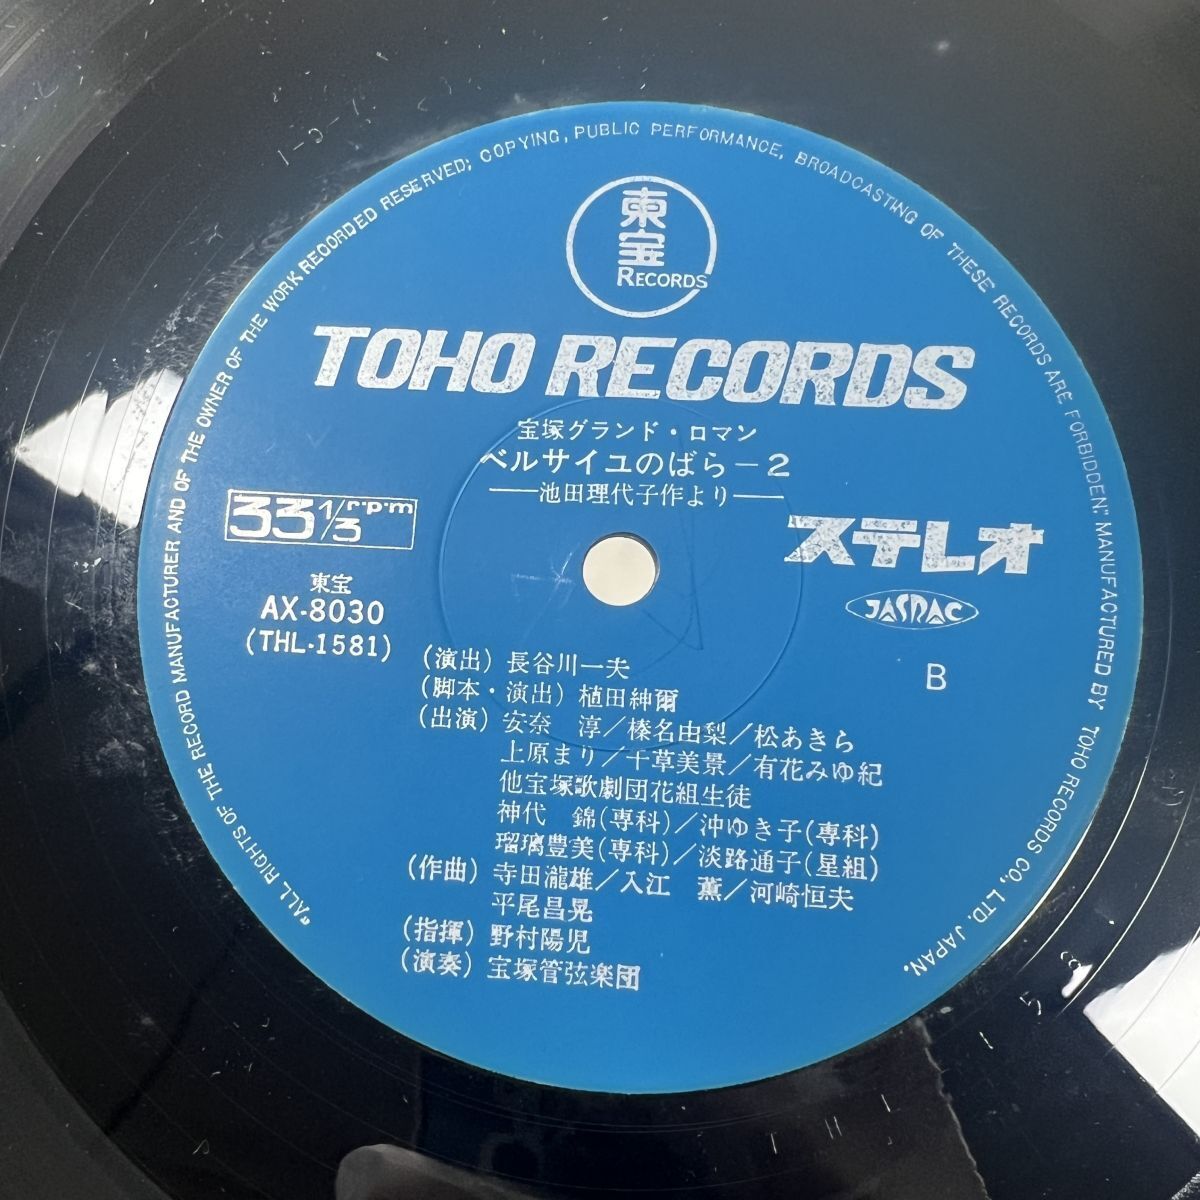 "ALL RIGHTS OF THE RECORD MANUFACTURER AND OF THE OWNER OF THE WORK RECORDED RESERVED; COPYING, PUBLIC PERFORMANCE, BROADCASTING OF THESE RECORDS ARE FORBIDDEN." MANUFACTURED BY TOHO RECORDS CO., LTD. JAPAN.
東宝
RECORDS
TOHO RECORDS
宝塚グランド・ロマン
ベルサイユのばら－2
――池田理代子作より――
33 1/3 r・p・m
ステレオ
東宝
AX-8030
(THL-1581)
JASRAC
B
(演出) 長谷川一夫
(脚本・演出) 植田紳爾
(出演) 安奈 淳／榛名由梨／松あきら
上原まり／千草美景／有花みゆ紀
他宝塚歌劇団花組生徒
神代 錦(専科)／沖ゆき子(専科)
瑠璃豊美(専科)／淡路通子(星組)
(作曲) 寺田瀧雄／入江 薫／河崎恒夫
平尾昌晃
(指揮) 野村陽児
(演奏) 宝塚管弦楽団